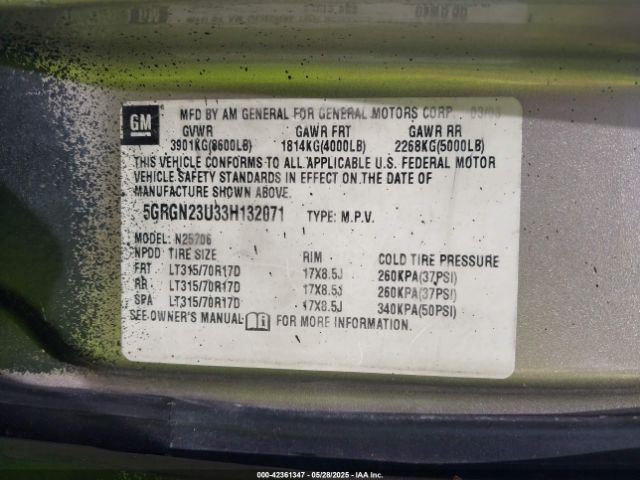 GM
MFD BY AM GENERAL FOR GENERAL MOTORS CORP. 03/03
GVWR GAWR FRT GAWR RR
3901KG(8600LB) 1814KG(4000LB) 2268KG(5000LB)
THIS VEHICLE CONFORMS TO ALL APPLICABLE U.S. FEDERAL MOTOR
VEHICLE SAFETY STANDARDS IN EFFECT ON THE DATE OF
MANUFACTURE SHOWN ABOVE.
5GRGN23U33H132071 TYPE: M.P.V.
MODEL: N25706
NPDD TIRE SIZE RIM COLD TIRE PRESSURE
FRT LT315/70R17D 17X8.5J 260KPA(37PSI)
RR LT315/70R17D 17X8.5J 260KPA(37PSI)
SPA LT315/70R17D 17X8.5J 340KPA(50PSI)
SEE OWNER'S MANUAL FOR MORE INFORMATION.
000-42361347 • 05/28/2025 • IAA Inc.